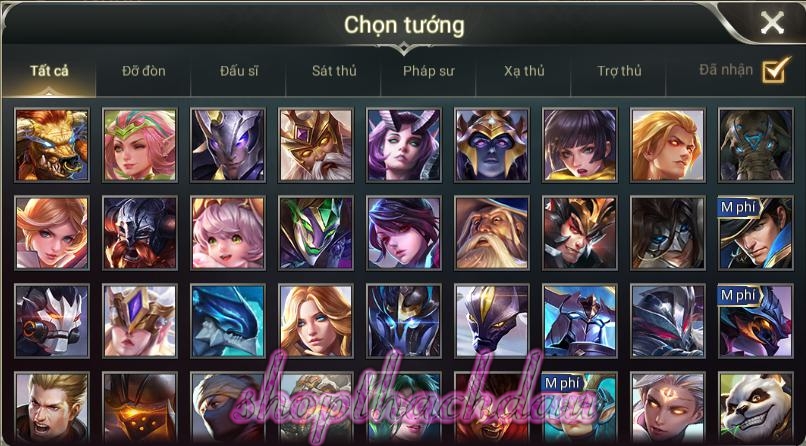 Chọn tướng
Tất cả Đỡ đòn Đấu sĩ Sát thủ Pháp sư Xạ thủ Trợ thủ Đã nhận
M phí
M phí
M phí
shopthachdau